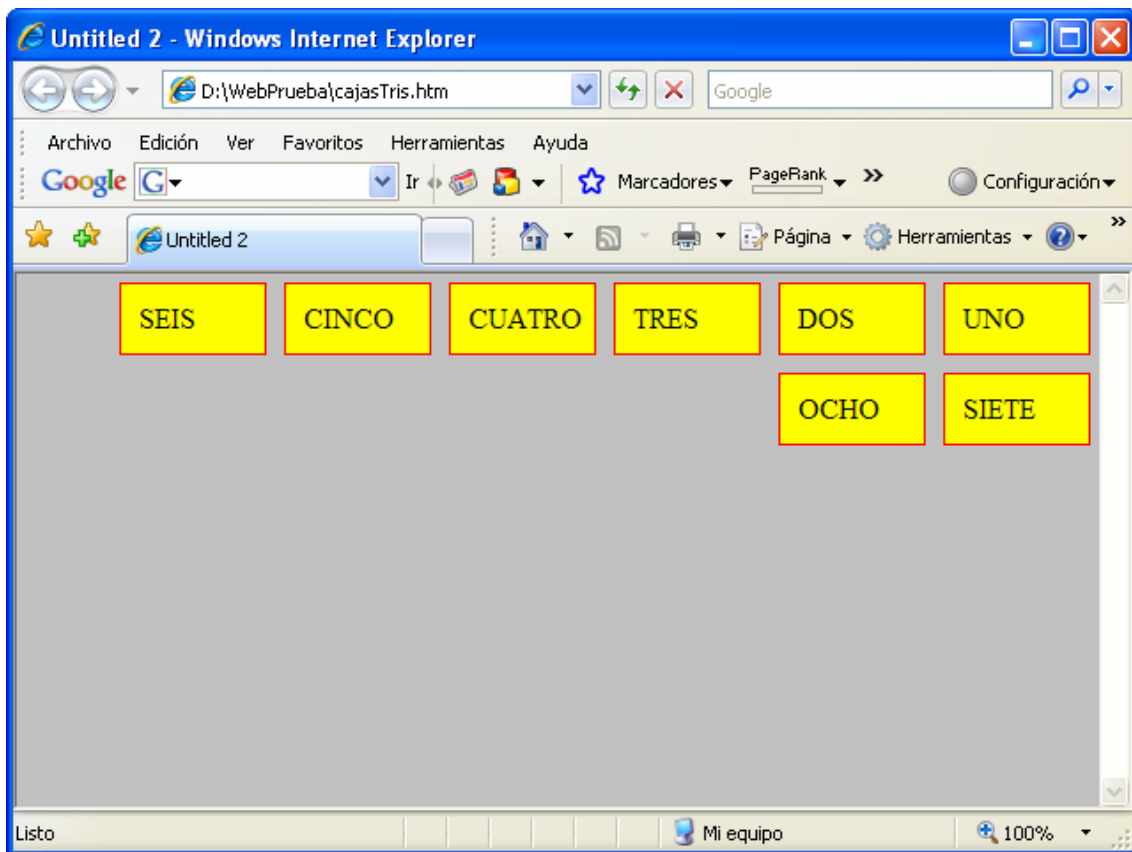 Untitled 2 - Windows Internet Explorer
D:\WebPrueba\cajasTris.htm Google
Archivo Edición Ver Favoritos Herramientas Ayuda
Google G Ir Marcadores PageRank >> Configuración
Untitled 2 Página Herramientas >>
SEIS CINCO CUATRO TRES DOS UNO
OCHO SIETE
Listo Mi equipo 100%